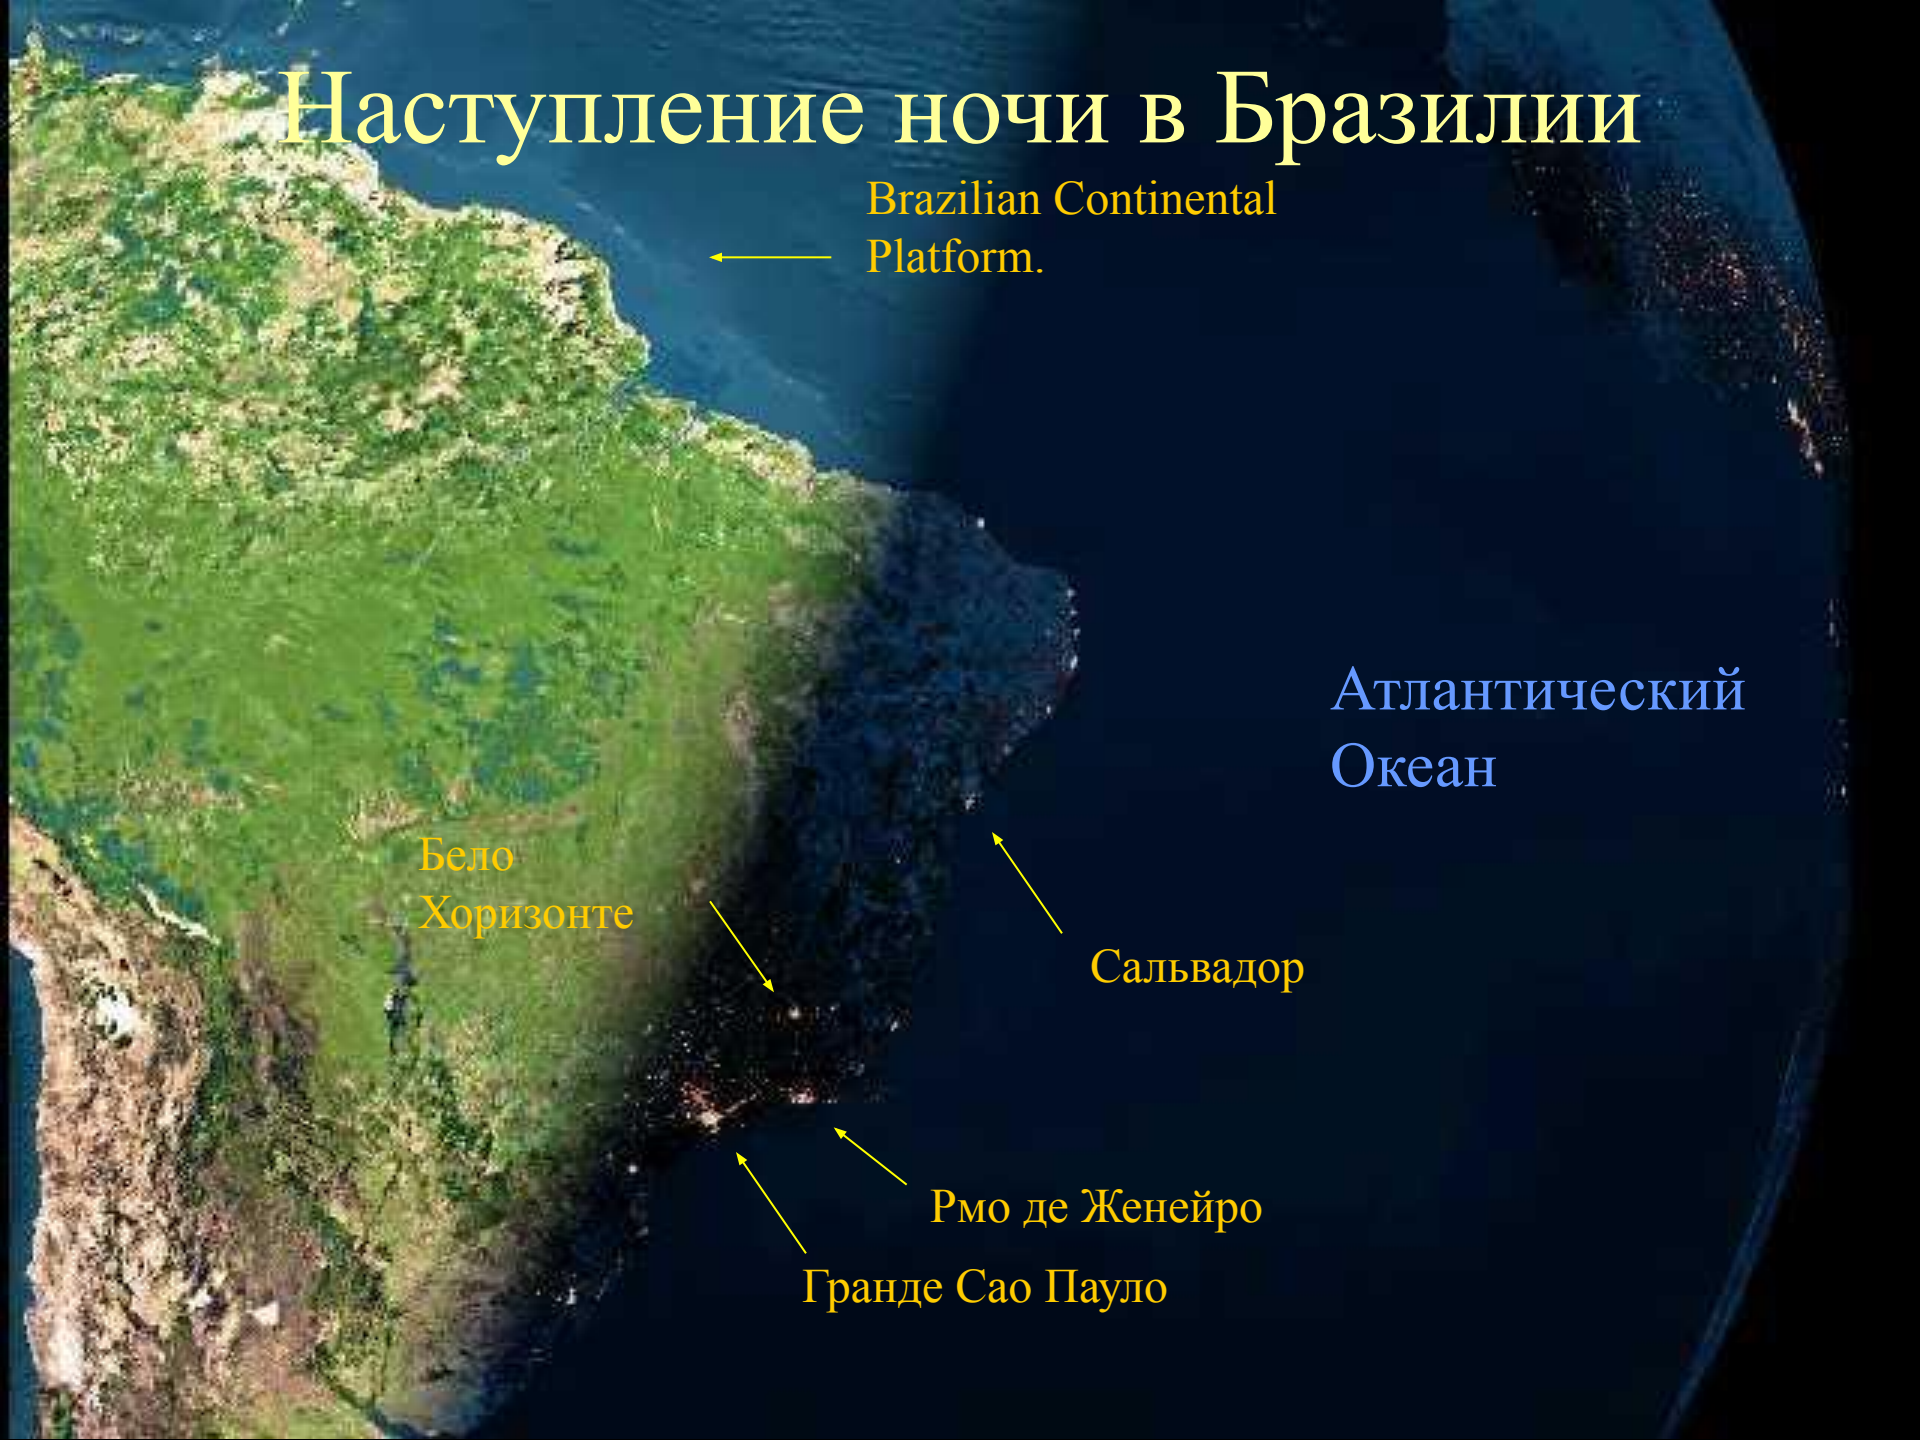 Наступление ночи в Бразилии
Brazilian Continental
Platform.
Атлантический
Океан
Бело
Хоризонте
Сальвадор
Рмо де Женейро
Гранде Сао Пауло